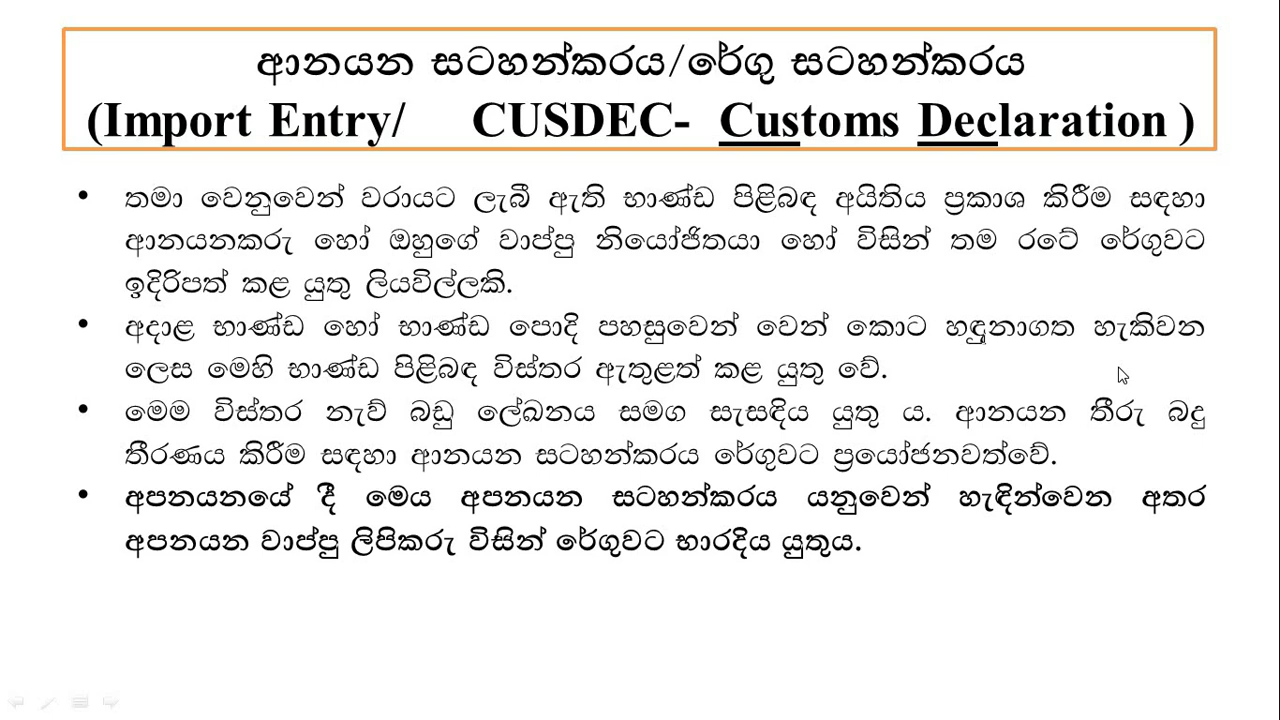 ආනයන සටහන්කරය/රේගු සටහන්කරය
(Import Entry/ CUSDEC- Customs Declaration )
• තමා වෙනුවෙන් වරායට ලැබී ඇති භාණ්ඩ පිළිබඳ අයිතිය ප්‍රකාශ කිරීම සඳහා
ආනයනකරු හෝ ඔහුගේ වාප්පු නියෝජිතයා හෝ විසින් තම රටේ රේගුවට
ඉදිරිපත් කළ යුතු ලියවිල්ලකි.
• අදාළ භාණ්ඩ හෝ භාණ්ඩ පොදි පහසුවෙන් වෙන් කොට හඳුනාගත හැකිවන
ලෙස මෙහි භාණ්ඩ පිළිබඳ විස්තර ඇතුළත් කළ යුතු වේ.
• මෙම විස්තර නැව් බඩු ලේඛනය සමග සැසඳිය යුතු ය. ආනයන තීරු බදු
තීරණය කිරීම සඳහා ආනයන සටහන්කරය රේගුවට ප්‍රයෝජනවත්වේ.
• අපනයනයේ දී මෙය අපනයන සටහන්කරය යනුවෙන් හැඳින්වෙන අතර
අපනයන වාප්පු ලිපිකරු විසින් රේගුවට භාරදිය යුතුය.